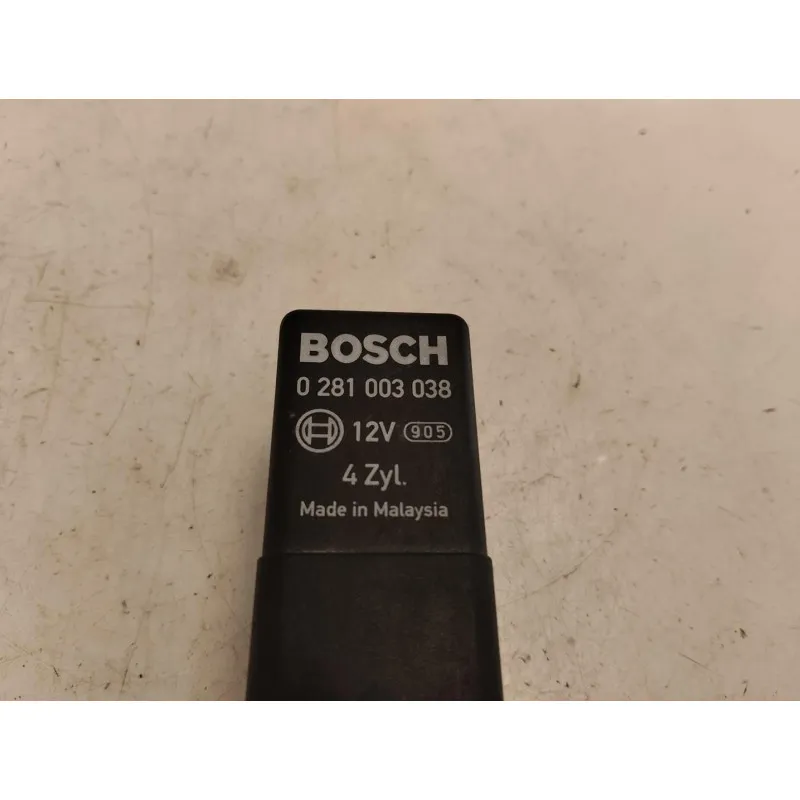 BOSCH
0 281 003 038
12V 905
4 Zyl.
Made in Malaysia